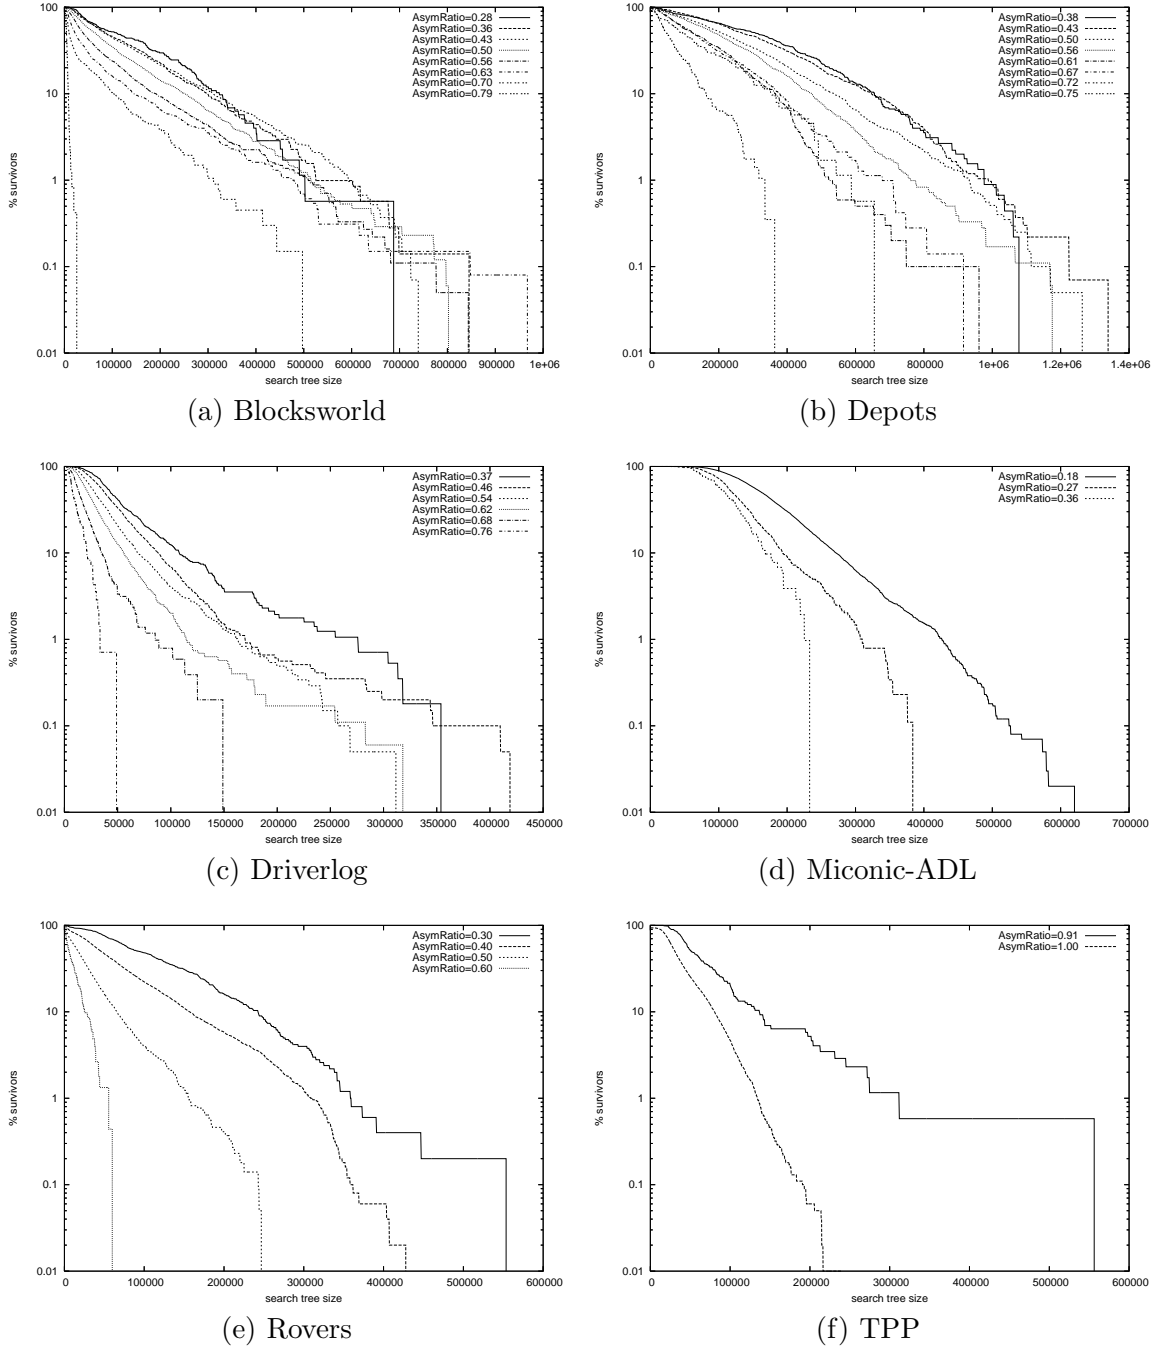 100
10
1
0.1
0.01
% survivors
0
100000
200000
300000
400000
500000
600000
700000
800000
900000
1e+06
search tree size
AsymRatio=0.28
AsymRatio=0.36
AsymRatio=0.43
AsymRatio=0.50
AsymRatio=0.56
AsymRatio=0.63
AsymRatio=0.70
AsymRatio=0.79
(a) Blocksworld
100
10
1
0.1
0.01
% survivors
0
200000
400000
600000
800000
1e+06
1.2e+06
1.4e+06
search tree size
AsymRatio=0.38
AsymRatio=0.43
AsymRatio=0.50
AsymRatio=0.56
AsymRatio=0.61
AsymRatio=0.67
AsymRatio=0.72
AsymRatio=0.75
(b) Depots
100
10
1
0.1
0.01
% survivors
0
50000
100000
150000
200000
250000
300000
350000
400000
450000
search tree size
AsymRatio=0.37
AsymRatio=0.46
AsymRatio=0.54
AsymRatio=0.62
AsymRatio=0.68
AsymRatio=0.76
(c) Driverlog
100
10
1
0.1
0.01
% survivors
0
100000
200000
300000
400000
500000
600000
700000
search tree size
AsymRatio=0.18
AsymRatio=0.27
AsymRatio=0.36
(d) Miconic-ADL
100
10
1
0.1
0.01
% survivors
0
100000
200000
300000
400000
500000
600000
search tree size
AsymRatio=0.30
AsymRatio=0.40
AsymRatio=0.50
AsymRatio=0.60
(e) Rovers
100
10
1
0.1
0.01
% survivors
0
100000
200000
300000
400000
500000
600000
search tree size
AsymRatio=0.91
AsymRatio=1.00
(f) TPP